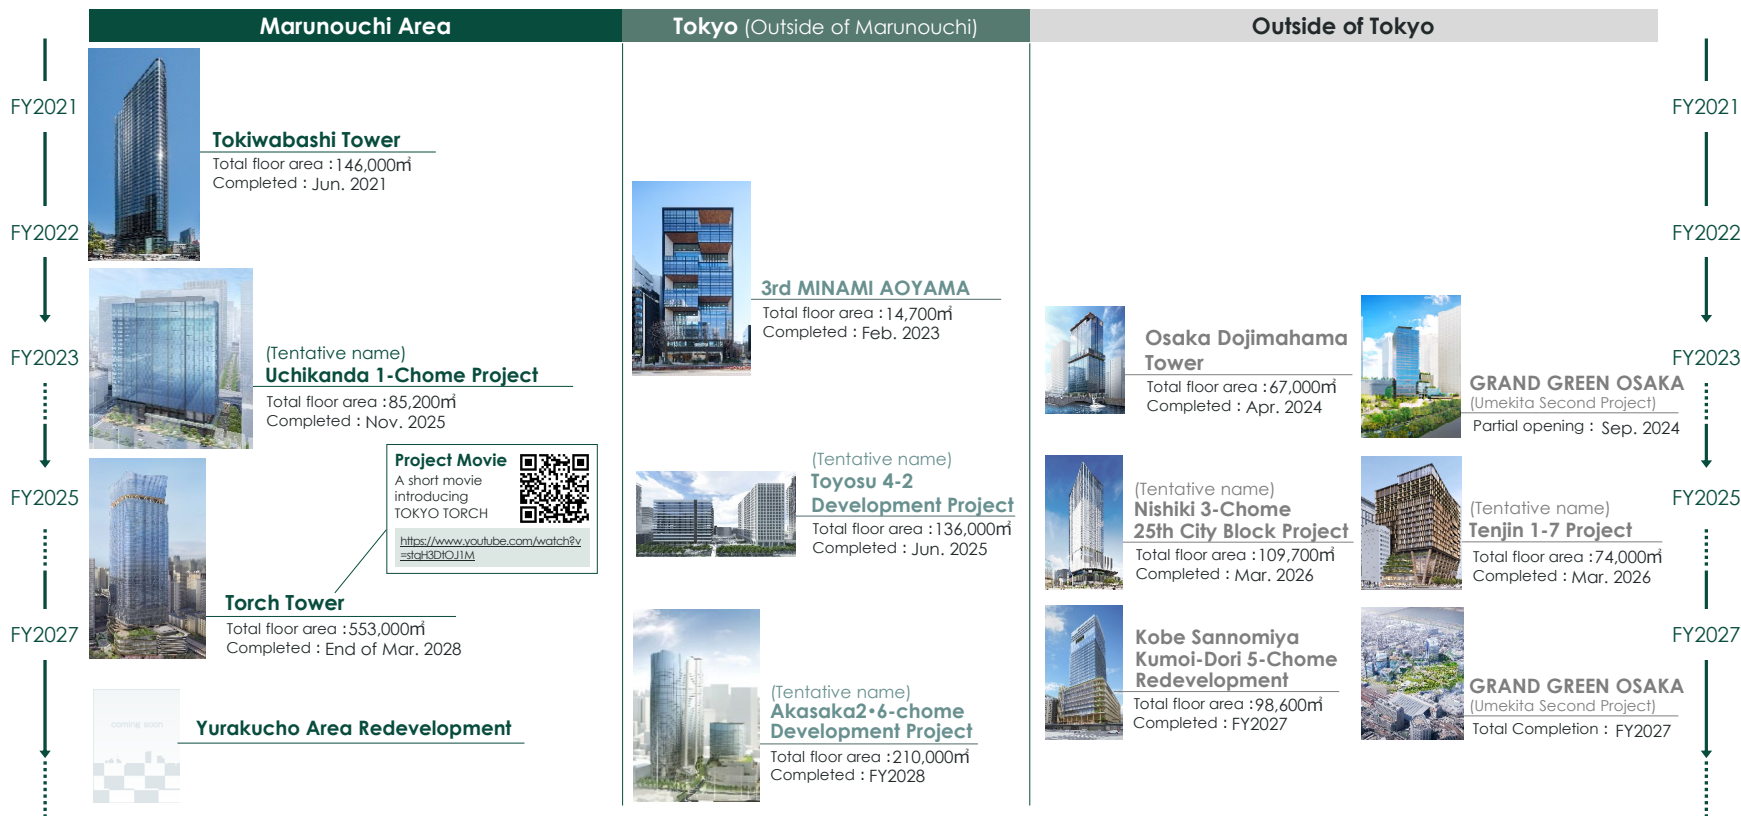 Marunouchi Area
Tokyo (Outside of Marunouchi)
Outside of Tokyo
FY2021
FY2022
FY2023
FY2025
FY2027
Tokiwabashi Tower
Total floor area：146,000㎡
Completed：Jun. 2021
(Tentative name)
Uchikanda 1-Chome Project
Total floor area：85,200㎡
Completed：Nov. 2025
Project Movie
A short movie
introducing
TOKYO TORCH
https://www.youtube.com/watch?v
=stqH3DtOJ1M
Torch Tower
Total floor area：553,000㎡
Completed：End of Mar. 2028
coming soon
Yurakucho Area Redevelopment
3rd MINAMI AOYAMA
Total floor area：14,700㎡
Completed：Feb. 2023
(Tentative name)
Toyosu 4-2
Development Project
Total floor area：136,000㎡
Completed：Jun. 2025
(Tentative name)
Akasaka2・6-chome
Development Project
Total floor area：210,000㎡
Completed：FY2028
Osaka Dojimahama
Tower
Total floor area：67,000㎡
Completed：Apr. 2024
GRAND GREEN OSAKA
(Umekita Second Project)
Partial opening： Sep. 2024
(Tentative name)
Nishiki 3-Chome
25th City Block Project
Total floor area：109,700㎡
Completed：Mar. 2026
(Tentative name)
Tenjin 1-7 Project
Total floor area：74,000㎡
Completed：Mar. 2026
Kobe Sannomiya
Kumoi-Dori 5-Chome
Redevelopment
Total floor area：98,600㎡
Completed：FY2027
GRAND GREEN OSAKA
(Umekita Second Project)
Total Completion： FY2027
FY2021
FY2022
FY2023
FY2025
FY2027